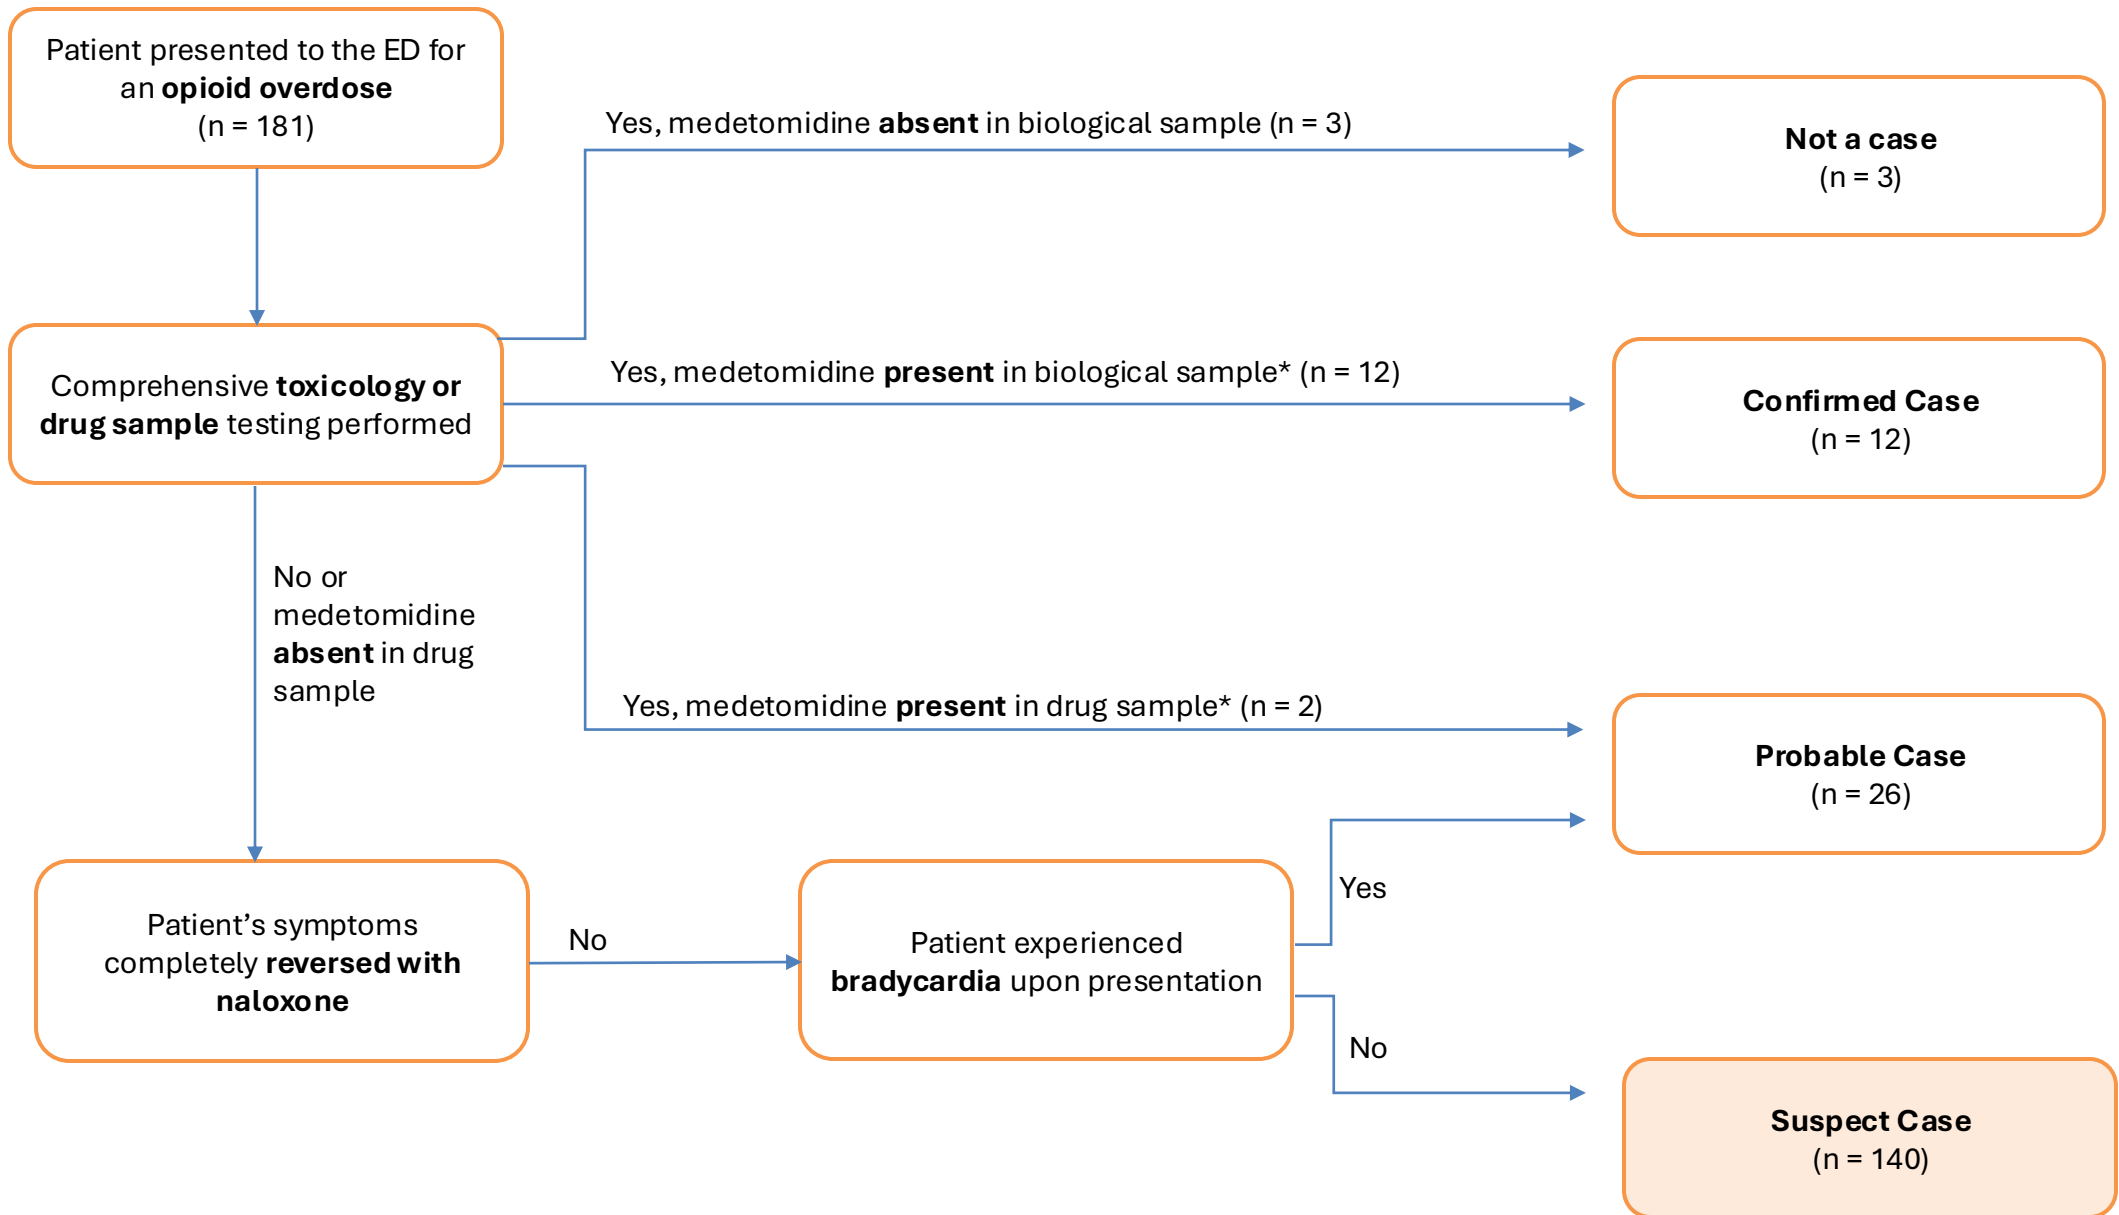 Patient presented to the ED for
an opioid overdose
(n = 181)
Yes, medetomidine absent in biological sample (n = 3)
Not a case
(n = 3)
Comprehensive toxicology or
drug sample testing performed
Yes, medetomidine present in biological sample* (n = 12)
Confirmed Case
(n = 12)
No or
medetomidine
absent in drug
sample
Yes, medetomidine present in drug sample* (n = 2)
Probable Case
(n = 26)
Patient’s symptoms
completely reversed with
naloxone
No
Patient experienced
bradycardia upon presentation
Yes
No
Suspect Case
(n = 140)